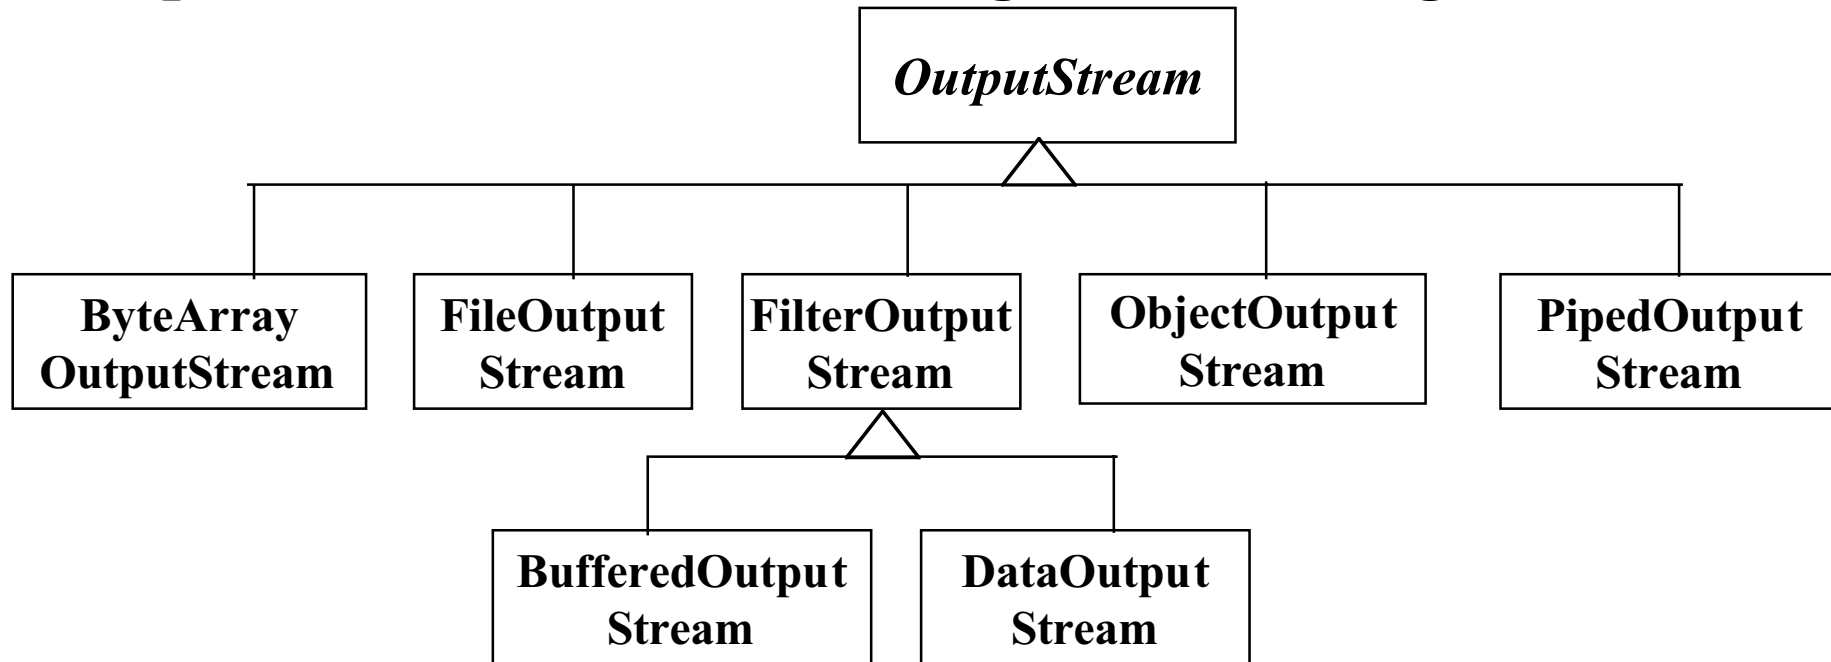 OutputStream
ByteArray
OutputStream
FileOutput
Stream
FilterOutput
Stream
ObjectOutput
Stream
PipedOutput
Stream
BufferedOutput
Stream
DataOutput
Stream